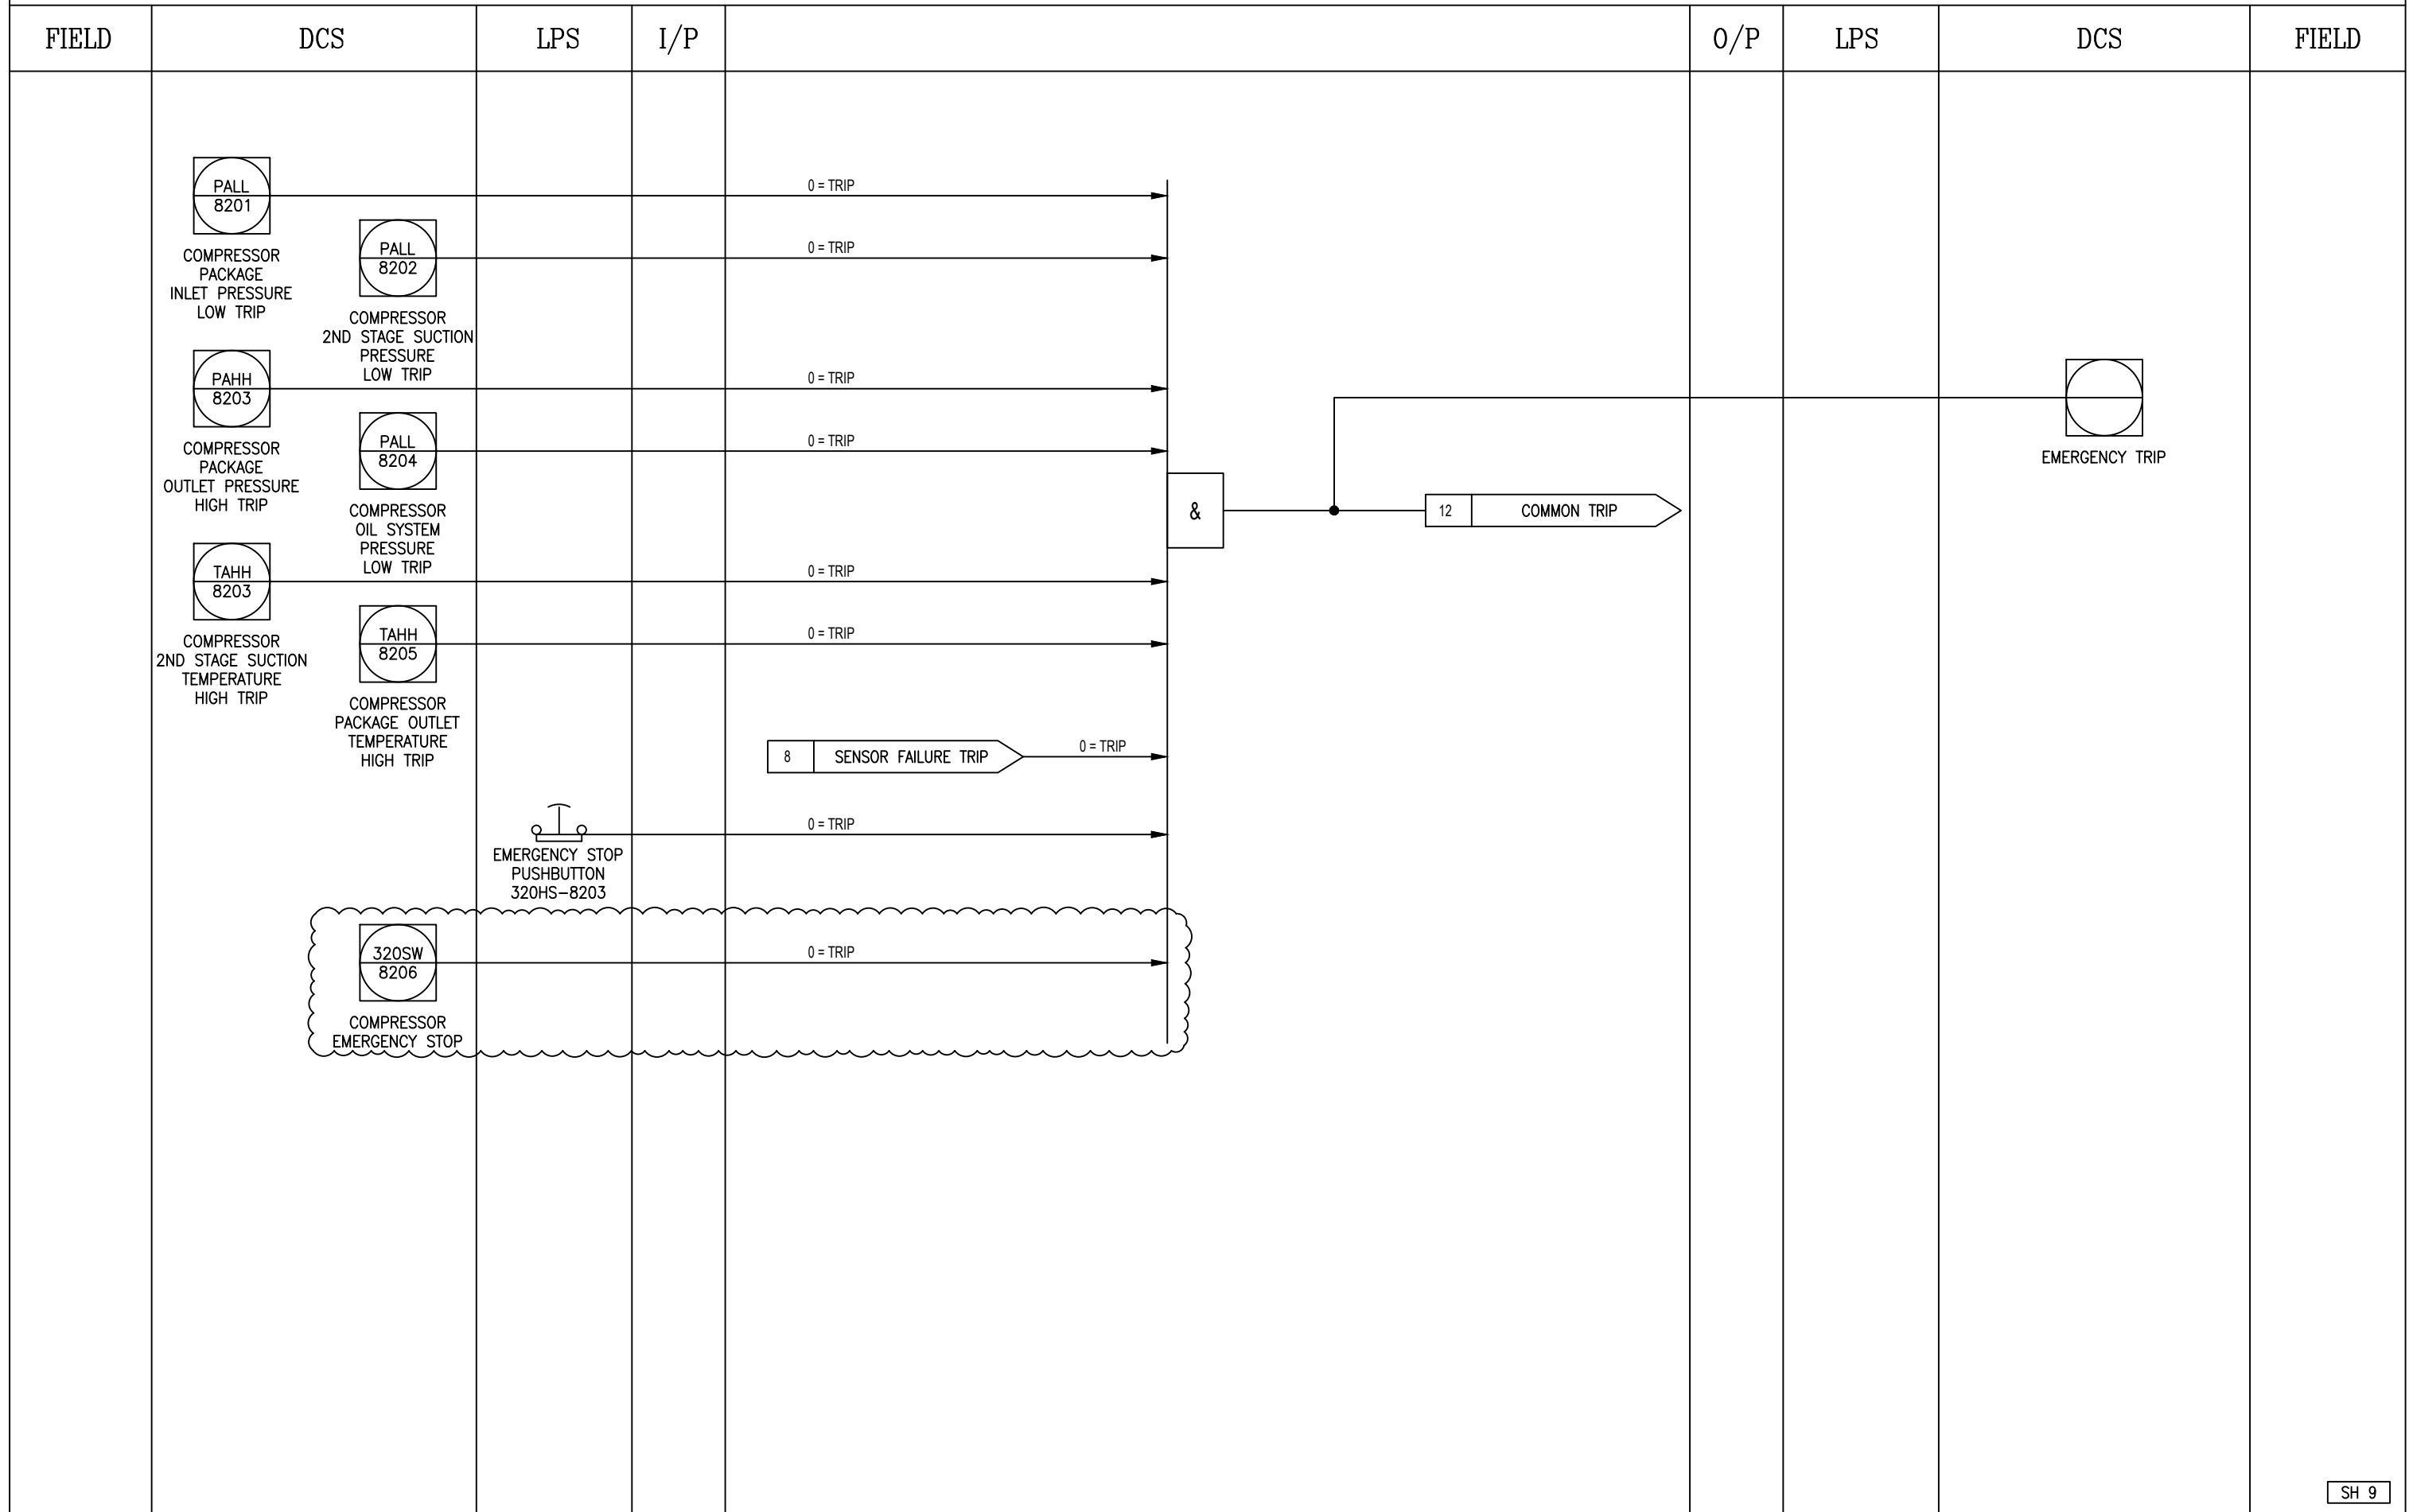 FIELD
DCS
LPS
I/P
O/P
LPS
DCS
FIELD
PALL
8201
COMPRESSOR
PACKAGE
INLET PRESSURE
LOW TRIP
0 = TRIP
PALL
8202
COMPRESSOR
2ND STAGE SUCTION
PRESSURE
LOW TRIP
0 = TRIP
PAHH
8203
COMPRESSOR
PACKAGE
OUTLET PRESSURE
HIGH TRIP
0 = TRIP
PALL
8204
COMPRESSOR
OIL SYSTEM
PRESSURE
LOW TRIP
0 = TRIP
TAHH
8203
COMPRESSOR
2ND STAGE SUCTION
TEMPERATURE
HIGH TRIP
0 = TRIP
TAHH
8205
COMPRESSOR
PACKAGE OUTLET
TEMPERATURE
HIGH TRIP
0 = TRIP
8
SENSOR FAILURE TRIP
0 = TRIP
EMERGENCY STOP
PUSHBUTTON
320HS-8203
0 = TRIP
320SW
8206
COMPRESSOR
EMERGENCY STOP
0 = TRIP
&
12
COMMON TRIP
EMERGENCY TRIP
SH 9